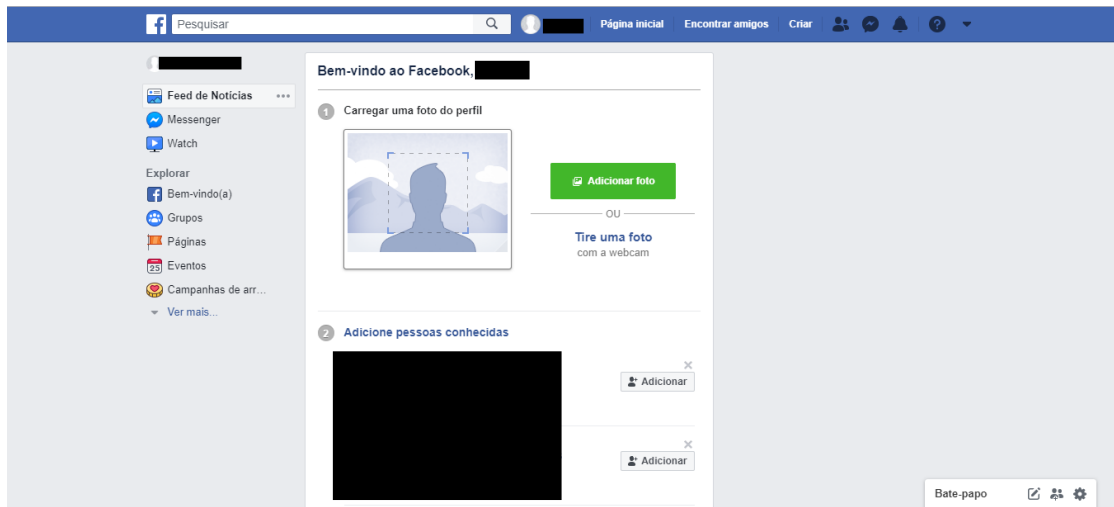 Pesquisar
Página inicial
Encontrar amigos
Criar
Feed de Notícias
Messenger
Watch
Explorar
Bem-vindo(a)
Grupos
Páginas
25
Eventos
Campanhas de arr...
Ver mais...
Bem-vindo ao Facebook,
1 Carregar uma foto do perfil
Adicionar foto
OU
Tire uma foto
com a webcam
2 Adicione pessoas conhecidas
Adicionar
Adicionar
Bate-papo